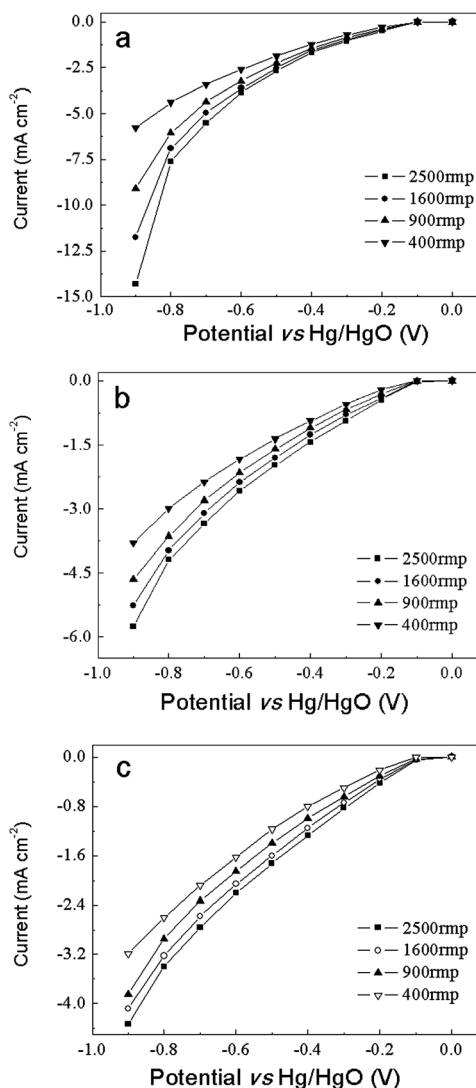 a
0.0
-2.5
-5.0
-7.5
-10.0
-12.5
-15.0
Current (mA cm⁻²)
2500rmp
1600rmp
900rmp
400rmp
-1.0 -0.8 -0.6 -0.4 -0.2 0.0
Potential vs Hg/HgO (V)
b
0.0
-1.5
-3.0
-4.5
-6.0
Current (mA cm⁻²)
2500rmp
1600rmp
900rmp
400rmp
-1.0 -0.8 -0.6 -0.4 -0.2 0.0
Potential vs Hg/HgO (V)
c
0.0
-0.8
-1.6
-2.4
-3.2
-4.0
Current (mA cm⁻²)
2500rmp
1600rmp
900rmp
400rmp
-1.0 -0.8 -0.6 -0.4 -0.2 0.0
Potential vs Hg/HgO (V)